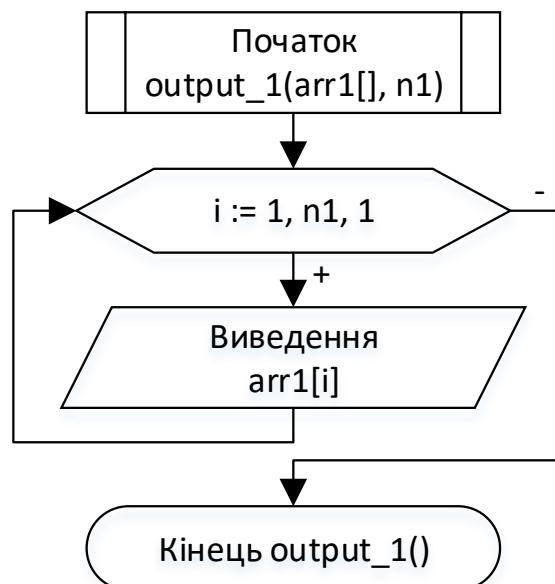 Початок
output_1(arr1[], n1)
i := 1, n1, 1
-
+
Виведення
arr1[i]
Кінець output_1()